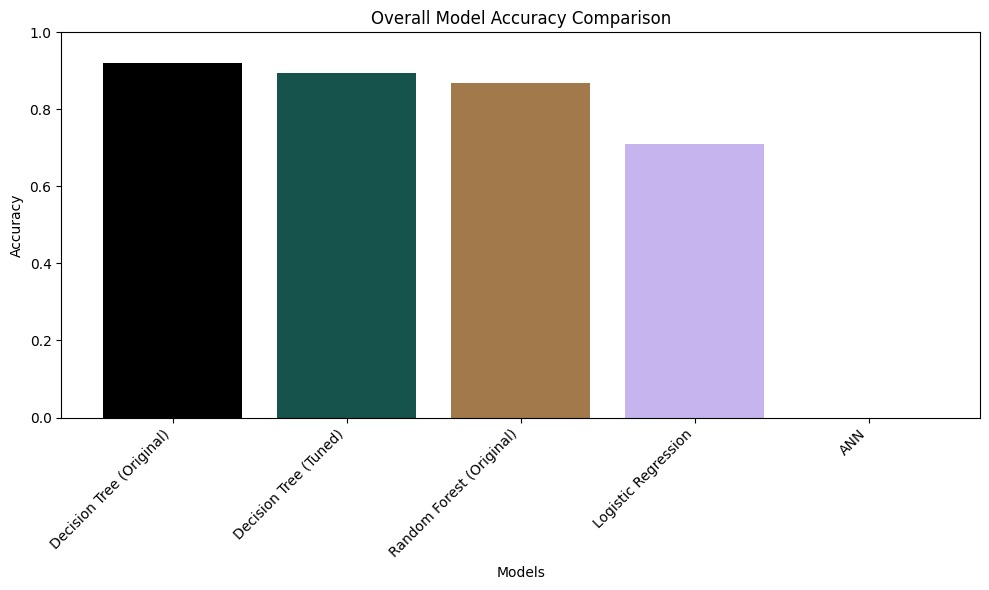 Overall Model Accuracy Comparison
1.0
0.8
0.6
0.4
0.2
0.0
Accuracy
Decision Tree (Original)
Decision Tree (Tuned)
Random Forest (Original)
Logistic Regression
ANN
Models